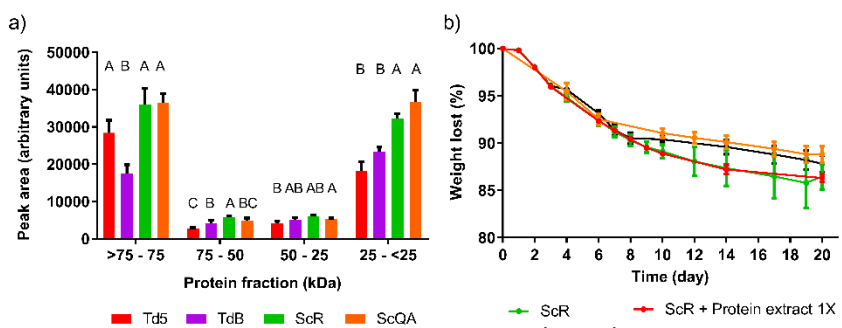 a)
Peak area (arbitrary units)
50000
40000
30000
20000
10000
0
A B A A
C B A BC
B AB AB A
B B A A
>75 - 75 75 - 50 50 - 25 25 - <25
Protein fraction (kDa)
Td5 TdB ScR ScQA
b)
Weight lost (%)
100
95
90
85
80
0 2 4 6 8 10 12 14 16 18 20
Time (day)
ScR ScR + Protein extract 1X